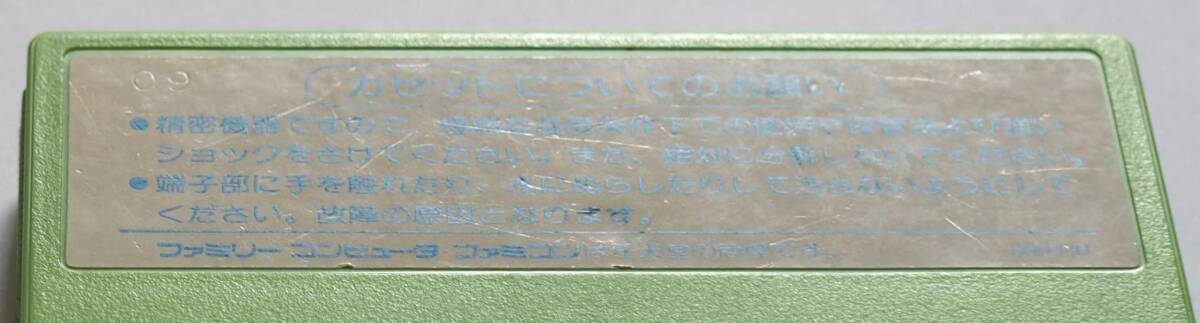 09
カセットについてのお願い
●精密機器ですので、極端な温度条件下での使用や保管および強い
ショックをさけてください。また、絶対に分解しないでください。
●端子部に手を触れたり、水にぬらしたりして汚さないようにして
ください。故障の原因となります。
ファミリーコンピュータ ファミコンは任天堂の商標です。